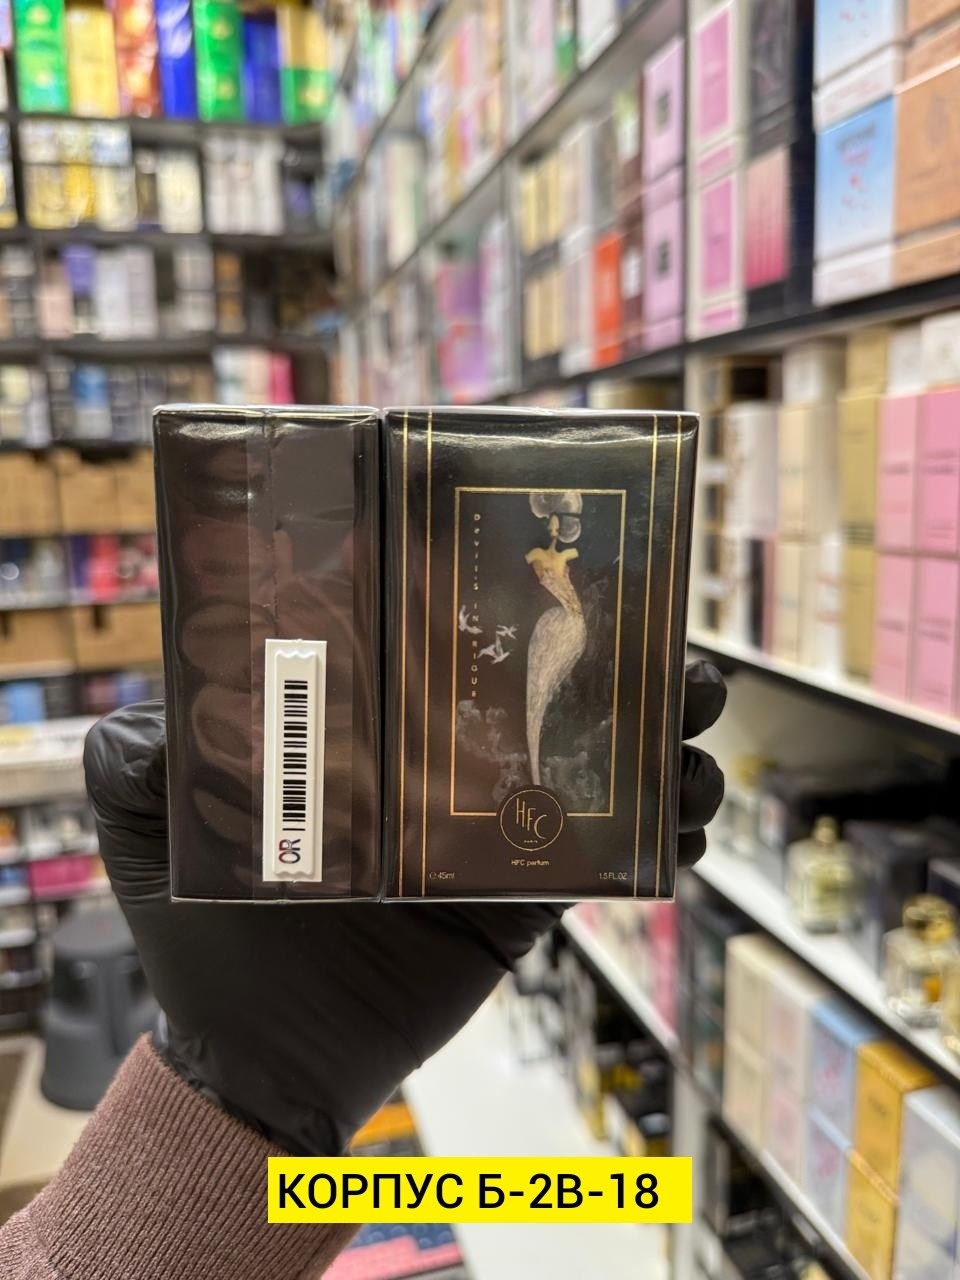 DeVIL'S INTRIGUE
HFC
PARIS
HFC parfum
e 45ml
1.5 FL.OZ
OR
КОРПУС Б-2В-18